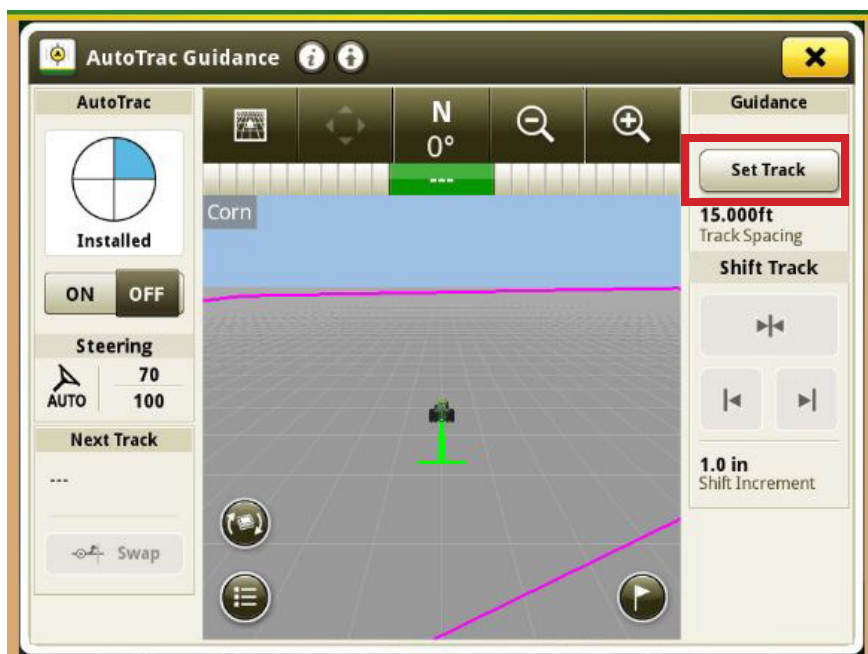 AutoTrac Guidance
AutoTrac
Installed
ON OFF
Steering
AUTO
70
100
Next Track
---
Swap
N
0°
---
Corn
Guidance
Set Track
15.000ft
Track Spacing
Shift Track
1.0 in
Shift Increment